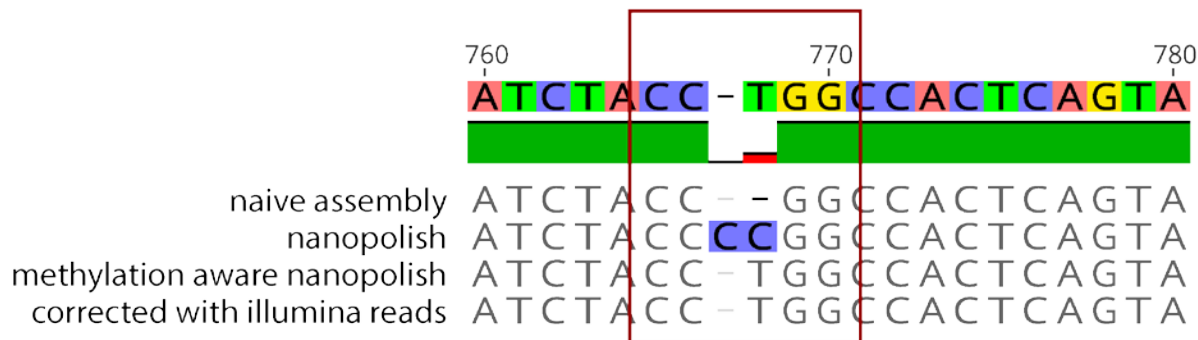 760 770 780
ATCTACC-TGGCCACTCAGTA
naive assembly ATCTACC--GGCCACTCAGTA
nanopolish ATCTACCCCGGCCACTCAGTA
methylation aware nanopolish ATCTACC-TGGCCACTCAGTA
corrected with illumina reads ATCTACC-TGGCCACTCAGTA